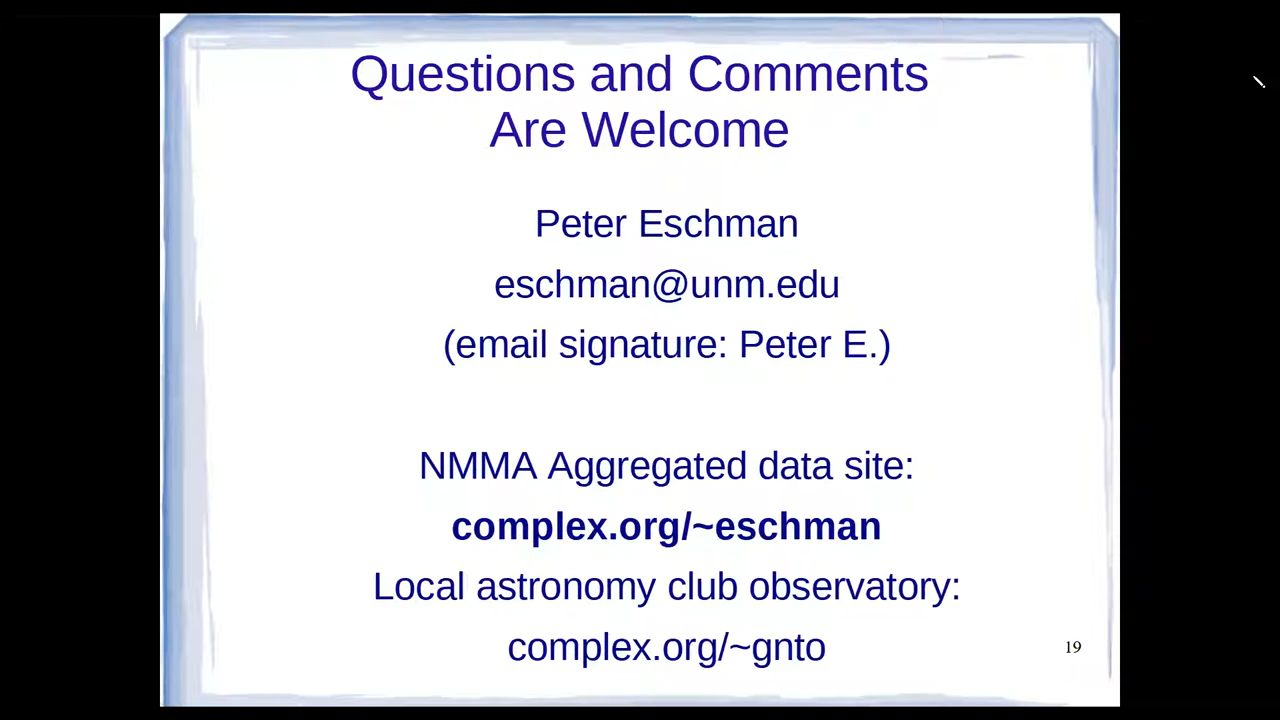 Questions and Comments
Are Welcome
Peter Eschman
eschman@unm.edu
(email signature: Peter E.)
NMMA Aggregated data site:
complex.org/~eschman
Local astronomy club observatory:
complex.org/~gnto
19